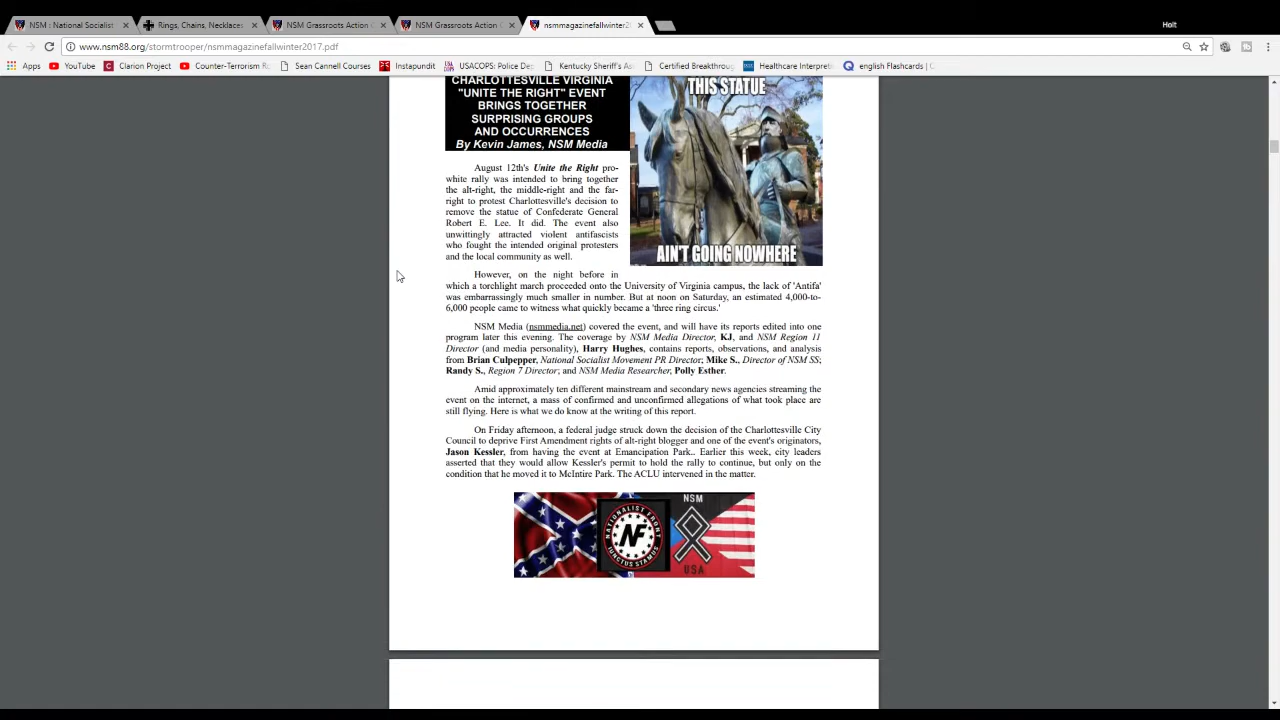 NSM : National Socialist
Rings, Chains, Necklaces
NSM Grassroots Action
NSM Grassroots Action
nsmmagazinefallwinter2
Holt
www.nsm88.org/stormtrooper/nsmmagazinefallwinter2017.pdf
Apps
YouTube
Clarion Project
Counter-Terrorism
Sean Cannell Courses
Instapundit
USACOPS: Police Dep
Kentucky Sheriff's As
Certified Breakthroug
Healthcare Interpreti
english Flashcards |
CHARLOTTESVILLE VIRGINIA
"UNITE THE RIGHT" EVENT
BRINGS TOGETHER
SURPRISING GROUPS
AND OCCURRENCES
By Kevin James, NSM Media
THIS STATUE
AIN'T GOING NOWHERE
August 12th's Unite the Right pro-
white rally was intended to bring together
the alt-right, the middle-right and the far-
right to protest Charlottesville's decision to
remove the statue of Confederate General
Robert E. Lee. It did. The event also
unwittingly attracted violent antifascists
who fought the intended original protesters
and the local community as well.
However, on the night before in
which a torchlight march proceeded onto the University of Virginia campus, the lack of 'Antifa'
was embarrassingly much smaller in number. But at noon on Saturday, an estimated 4,000-to-
6,000 people came to witness what quickly became a 'three ring circus.'
NSM Media (nsmmedia.net) covered the event, and will have its reports edited into one
program later this evening. The coverage by NSM Media Director, KJ, and NSM Region 11
Director (and media personality), Harry Hughes, contains reports, observations, and analysis
from Brian Culpepper, National Socialist Movement PR Director; Mike S., Director of NSM SS;
Randy S., Region 7 Director; and NSM Media Researcher, Polly Esther.
Amid approximately ten different mainstream and secondary news agencies streaming the
event on the internet, a mass of confirmed and unconfirmed allegations of what took place are
still flying. Here is what we do know at the writing of this report.
On Friday afternoon, a federal judge struck down the decision of the Charlottesville City
Council to deprive First Amendment rights of alt-right blogger and one of the event's originators,
Jason Kessler, from having the event at Emancipation Park.. Earlier this week, city leaders
asserted that they would allow Kessler's permit to hold the rally to continue, but only on the
condition that he moved it to McIntire Park. The ACLU intervened in the matter.
NATIONALIST FRONT
NF
IUNCTUS STAMUS
NSM
USA